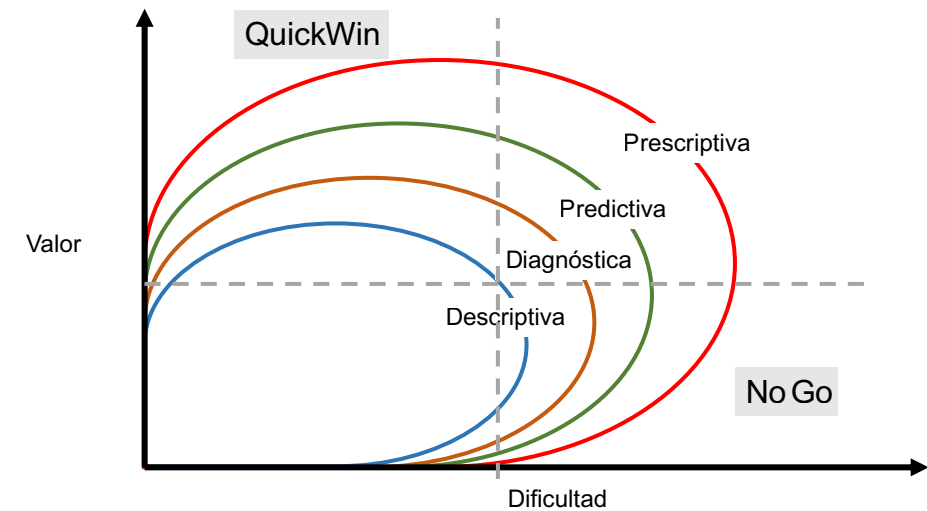 QuickWin
Prescriptiva
Predictiva
Valor
Diagnóstica
Descriptiva
No Go
Dificultad